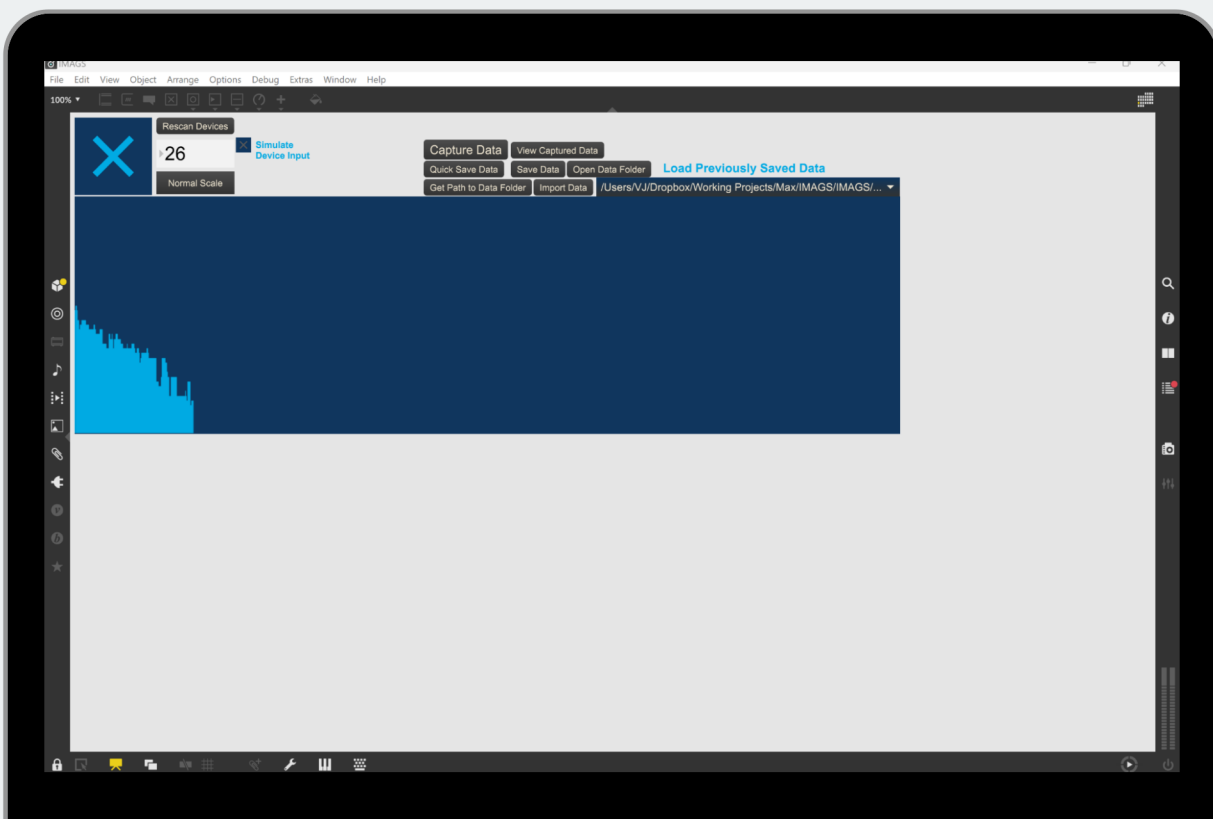 IMAGS
File Edit View Object Arrange Options Debug Extras Window Help
100%
Rescan Devices
26
Simulate
Device Input
Normal Scale
Capture Data View Captured Data
Quick Save Data Save Data Open Data Folder Load Previously Saved Data
Get Path to Data Folder Import Data /Users/VJ/Dropbox/Working Projects/Max/IMAGS/IMAGS/...